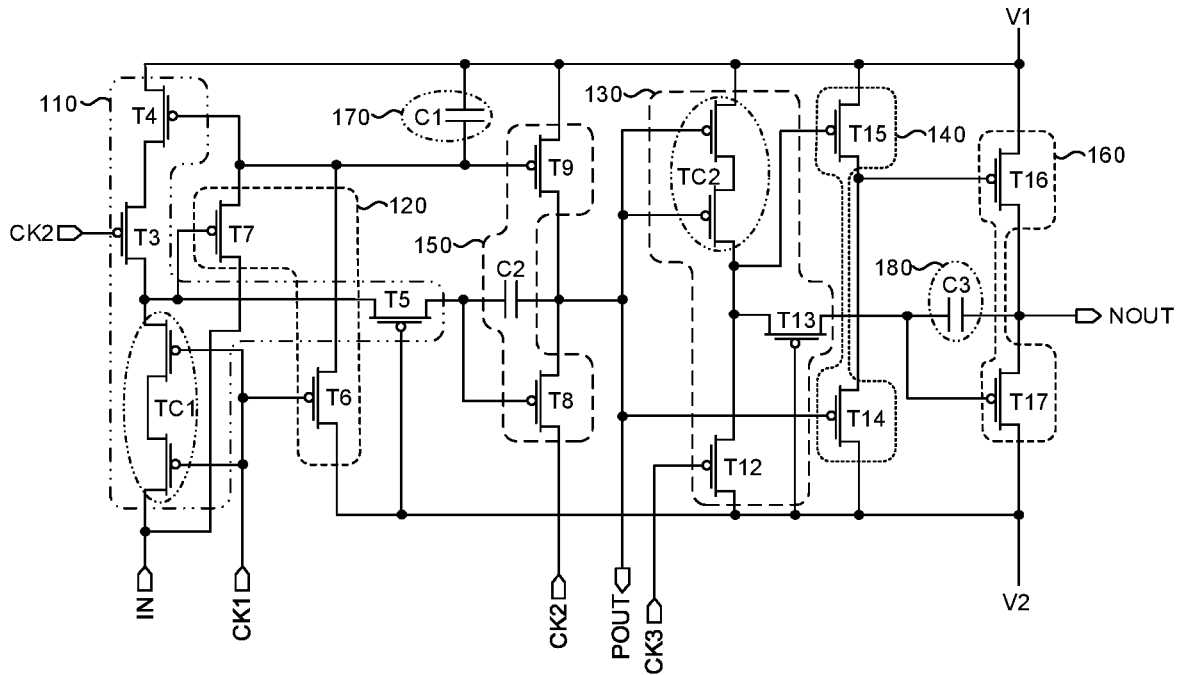 V1
110
T4
170
C1
130
T15
140
T9
T16
160
TC2
120
CK2
T3
T7
150
C2
180
C3
T5
T13
NOUT
TC1
T6
T8
T14
T17
T12
IN
CK1
CK2
POUT
CK3
V2